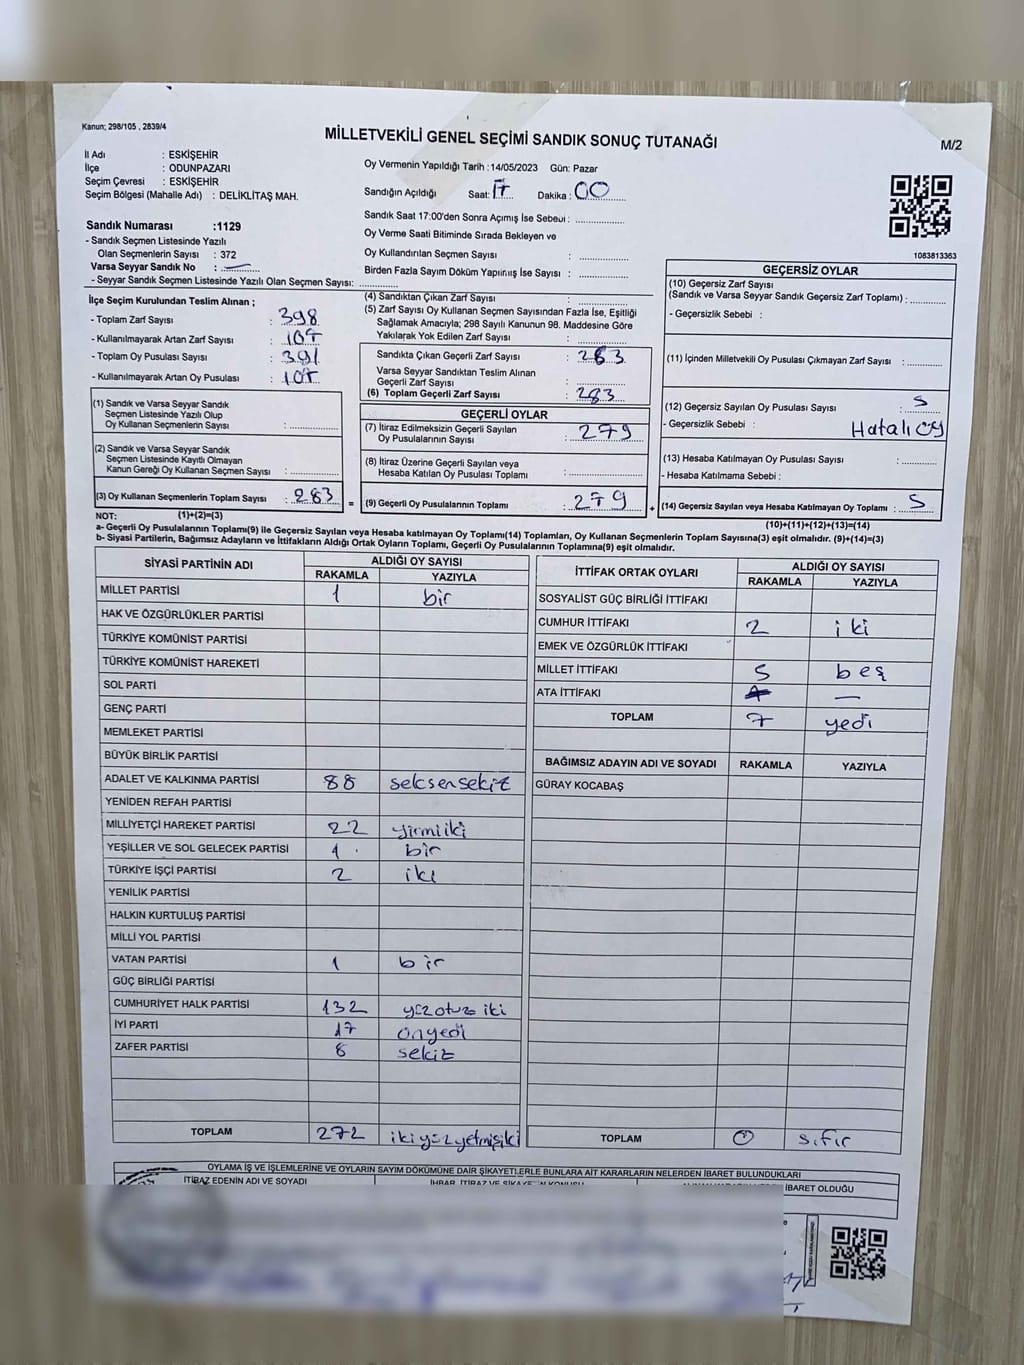 Kanun; 298/105 , 2839/4
MİLLETVEKİLİ GENEL SEÇİMİ SANDIK SONUÇ TUTANAĞI
M/2
İl Adı : ESKİŞEHİR
İlçe : ODUNPAZARI
Seçim Çevresi : ESKİŞEHİR
Seçim Bölgesi (Mahalle Adı) : DELİKLİTAŞ MAH.
Oy Vermenin Yapıldığı Tarih :14/05/2023 Gün: Pazar
Sandığın Açıldığı Saat: 17 Dakika : 00
Sandık Saat 17:00'den Sonra Açılmış İse Sebebi :
Oy Verme Saati Bitiminde Sırada Bekleyen ve
Oy Kullandırılan Seçmen Sayısı :
Birden Fazla Sayım Döküm Yapılmış İse Sayısı :
1083813363
Sandık Numarası :1129
- Sandık Seçmen Listesinde Yazılı
Olan Seçmenlerin Sayısı : 372
Varsa Seyyar Sandık No : —
- Seyyar Sandık Seçmen Listesinde Yazılı Olan Seçmen Sayısı:
İlçe Seçim Kurulundan Teslim Alınan ;
- Toplam Zarf Sayısı : 398
- Kullanılmayarak Artan Zarf Sayısı : 107
- Toplam Oy Pusulası Sayısı : 391
- Kullanılmayarak Artan Oy Pusulası : 107
(1) Sandık ve Varsa Seyyar Sandık
Seçmen Listesinde Yazılı Olup
Oy Kullanan Seçmenlerin Sayısı :
(2) Sandık ve Varsa Seyyar Sandık
Seçmen Listesinde Kayıtlı Olmayan
Kanun Gereği Oy Kullanan Seçmen Sayısı :
(3) Oy Kullanan Seçmenlerin Toplam Sayısı : 283 =
(4) Sandıktan Çıkan Zarf Sayısı :
(5) Zarf Sayısı Oy Kullanan Seçmen Sayısından Fazla İse, Eşitliği
Sağlamak Amacıyla; 298 Sayılı Kanunun 98. Maddesine Göre
Yakılarak Yok Edilen Zarf Sayısı :
Sandıkta Çıkan Geçerli Zarf Sayısı : 283
Varsa Seyyar Sandıktan Teslim Alınan
Geçerli Zarf Sayısı :
(6) Toplam Geçerli Zarf Sayısı : 283
GEÇERLİ OYLAR
(7) İtiraz Edilmeksizin Geçerli Sayılan
Oy Pusulalarının Sayısı : 279
(8) İtiraz Üzerine Geçerli Sayılan veya
Hesaba Katılan Oy Pusulası Toplamı :
(9) Geçerli Oy Pusulalarının Toplamı : 279 +
GEÇERSİZ OYLAR
(10) Geçersiz Zarf Sayısı
(Sandık ve Varsa Seyyar Sandık Geçersiz Zarf Toplamı) :
- Geçersizlik Sebebi :
(11) İçinden Milletvekili Oy Pusulası Çıkmayan Zarf Sayısı :
(12) Geçersiz Sayılan Oy Pusulası Sayısı : 5
- Geçersizlik Sebebi : Hatalı oy
(13) Hesaba Katılmayan Oy Pusulası Sayısı :
- Hesaba Katılmama Sebebi :
(14) Geçersiz Sayılan veya Hesaba Katılmayan Oy Toplamı : 5
NOT: (1)+(2)=(3)
(10)+(11)+(12)+(13)=(14)
a- Geçerli Oy Pusulalarının Toplamı(9) ile Geçersiz Sayılan veya Hesaba katılmayan Oy Toplamı(14) Toplamları, Oy Kullanan Seçmenlerin Toplam Sayısına(3) eşit olmalıdır. (9)+(14)=(3)
b- Siyasi Partilerin, Bağımsız Adayların ve İttifakların Aldığı Ortak Oyların Toplamı, Geçerli Oy Pusulalarının Toplamına(9) eşit olmalıdır.
SİYASİ PARTİNİN ADI
ALDIĞI OY SAYISI
RAKAMLA YAZIYLA
MİLLET PARTİSİ 1 bir
HAK VE ÖZGÜRLÜKLER PARTİSİ
TÜRKİYE KOMÜNİST PARTİSİ
TÜRKİYE KOMÜNİST HAREKETİ
SOL PARTİ
GENÇ PARTİ
MEMLEKET PARTİSİ
BÜYÜK BİRLİK PARTİSİ
ADALET VE KALKINMA PARTİSİ 88 seksensekiz
YENİDEN REFAH PARTİSİ
MİLLİYETÇİ HAREKET PARTİSİ 22 yirmiiki
YEŞİLLER VE SOL GELECEK PARTİSİ 1 bir
TÜRKİYE İŞÇİ PARTİSİ 2 iki
YENİLİK PARTİSİ
HALKIN KURTULUŞ PARTİSİ
MİLLİ YOL PARTİSİ
VATAN PARTİSİ 1 bir
GÜÇ BİRLİĞİ PARTİSİ
CUMHURİYET HALK PARTİSİ 132 yüzotuz iki
İYİ PARTİ 17 onyedi
ZAFER PARTİSİ 8 sekiz
TOPLAM 272 ikiyüzyetmişiki
İTTİFAK ORTAK OYLARI
ALDIĞI OY SAYISI
RAKAMLA YAZIYLA
SOSYALİST GÜÇ BİRLİĞİ İTTİFAKI
CUMHUR İTTİFAKI 2 iki
EMEK VE ÖZGÜRLÜK İTTİFAKI
MİLLET İTTİFAKI 5 beş
ATA İTTİFAKI —
TOPLAM 7 yedi
BAĞIMSIZ ADAYIN ADI VE SOYADI RAKAMLA YAZIYLA
GÜRAY KOCABAŞ
TOPLAM 0 sıfır
OYLAMA İŞ VE İŞLEMLERİNE VE OYLARIN SAYIM DÖKÜMÜNE DAİR ŞİKAYETLERLE BUNLARA AİT KARARLARIN NELERDEN İBARET BULUNDUKLARI
İTİRAZ EDENİN ADI VE SOYADI
İBARET OLDUĞU